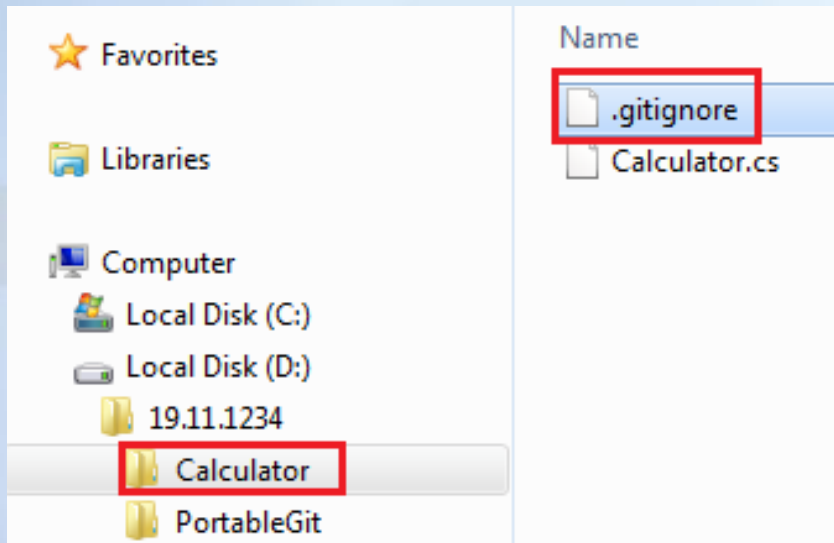 Favorites
Libraries
Computer
Local Disk (C:)
Local Disk (D:)
19.11.1234
Calculator
PortableGit
Name
.gitignore
Calculator.cs